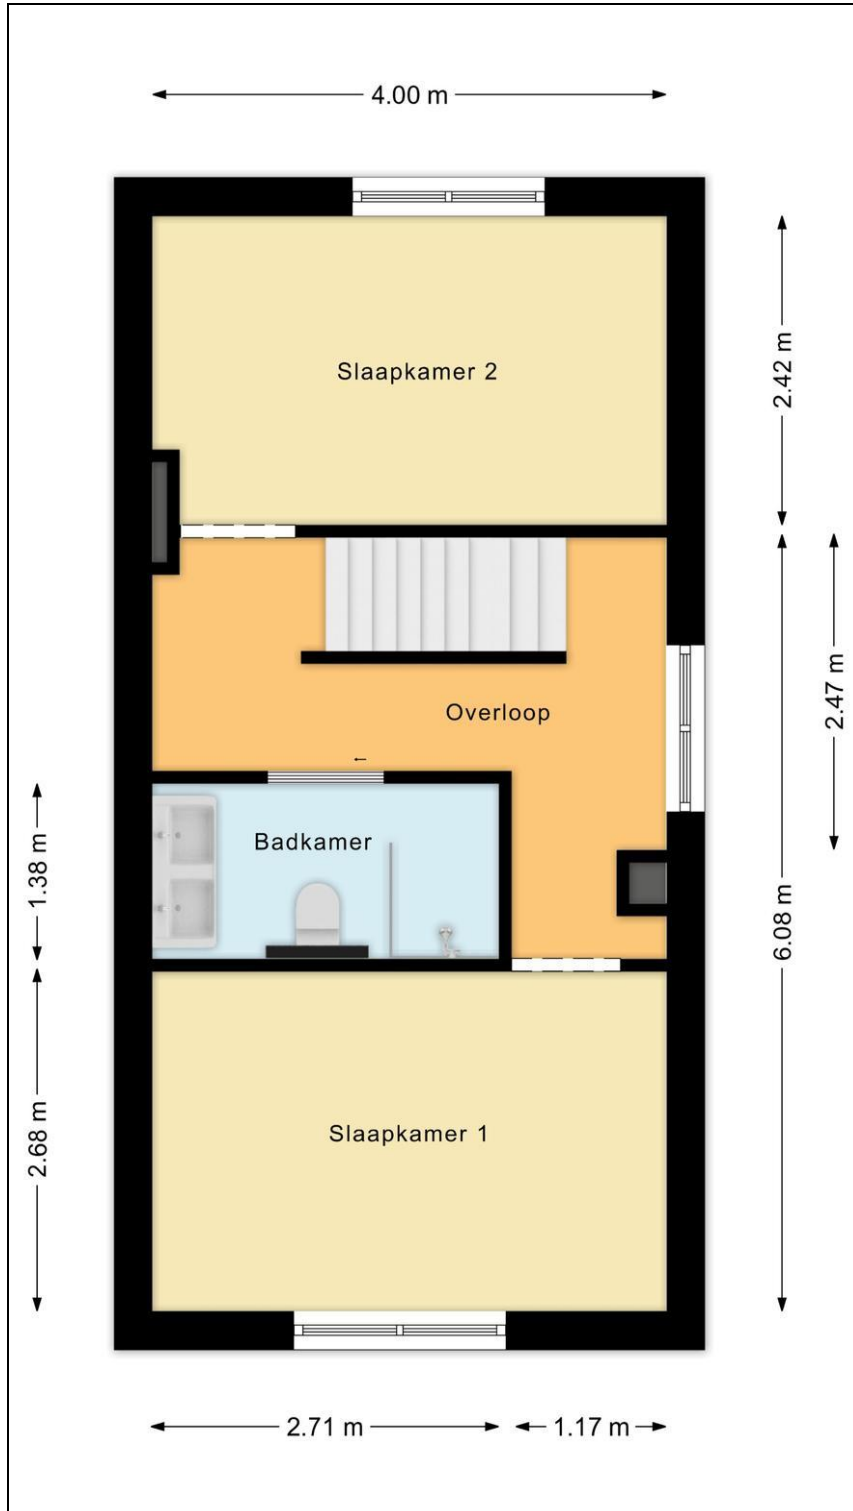 4.00 m
Slaapkamer 2
2.42 m
Overloop
2.47 m
Badkamer
1.38 m
6.08 m
Slaapkamer 1
2.68 m
2.71 m
1.17 m